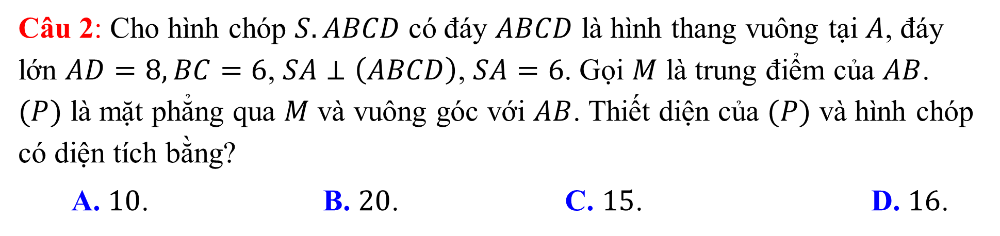 Câu 2: Cho hình chóp S.ABCD có đáy ABCD là hình thang vuông tại A, đáy
lớn AD = 8, BC = 6, SA ⊥ (ABCD), SA = 6. Gọi M là trung điểm của AB.
(P) là mặt phẳng qua M và vuông góc với AB. Thiết diện của (P) và hình chóp
có diện tích bằng?
A. 10. B. 20. C. 15. D. 16.